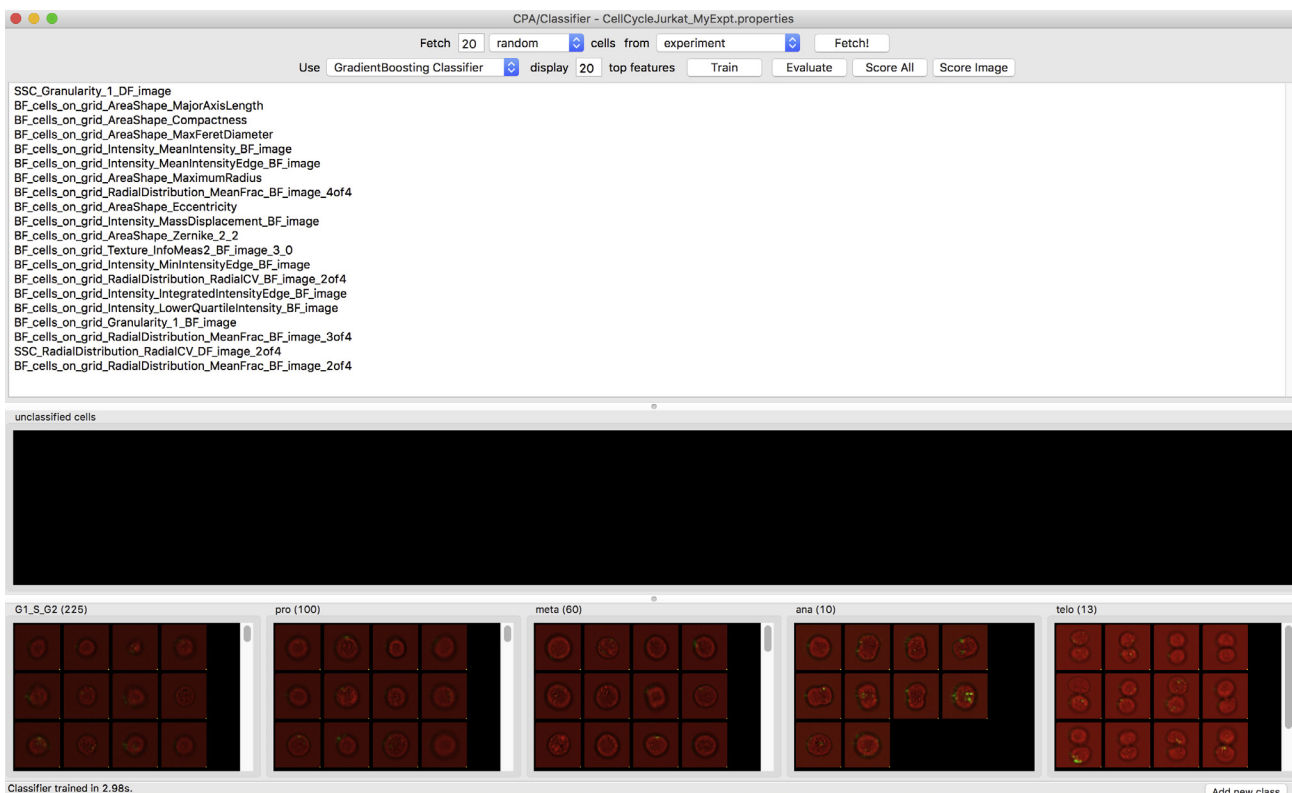 CPA/Classifier - CellCycleJurkat_MyExpt.properties
Fetch 20 random cells from experiment Fetch!
Use GradientBoosting Classifier display 20 top features Train Evaluate Score All Score Image
SSC_Granularity_1_DF_image
BF_cells_on_grid_AreaShape_MajorAxisLength
BF_cells_on_grid_AreaShape_Compactness
BF_cells_on_grid_AreaShape_MaxFeretDiameter
BF_cells_on_grid_Intensity_MeanIntensity_BF_image
BF_cells_on_grid_Intensity_MeanIntensityEdge_BF_image
BF_cells_on_grid_AreaShape_MaximumRadius
BF_cells_on_grid_RadialDistribution_MeanFrac_BF_image_4of4
BF_cells_on_grid_AreaShape_Eccentricity
BF_cells_on_grid_Intensity_MassDisplacement_BF_image
BF_cells_on_grid_AreaShape_Zernike_2_2
BF_cells_on_grid_Texture_InfoMeas2_BF_image_3_0
BF_cells_on_grid_Intensity_MinIntensityEdge_BF_image
BF_cells_on_grid_RadialDistribution_RadialCV_BF_image_2of4
BF_cells_on_grid_Intensity_IntegratedIntensityEdge_BF_image
BF_cells_on_grid_Intensity_LowerQuartileIntensity_BF_image
BF_cells_on_grid_Granularity_1_BF_image
BF_cells_on_grid_RadialDistribution_MeanFrac_BF_image_3of4
SSC_RadialDistribution_RadialCV_DF_image_2of4
BF_cells_on_grid_RadialDistribution_MeanFrac_BF_image_2of4
unclassified cells
G1_S_G2 (225) pro (100) meta (60) ana (10) telo (13)
Classifier trained in 2.98s. Add new class